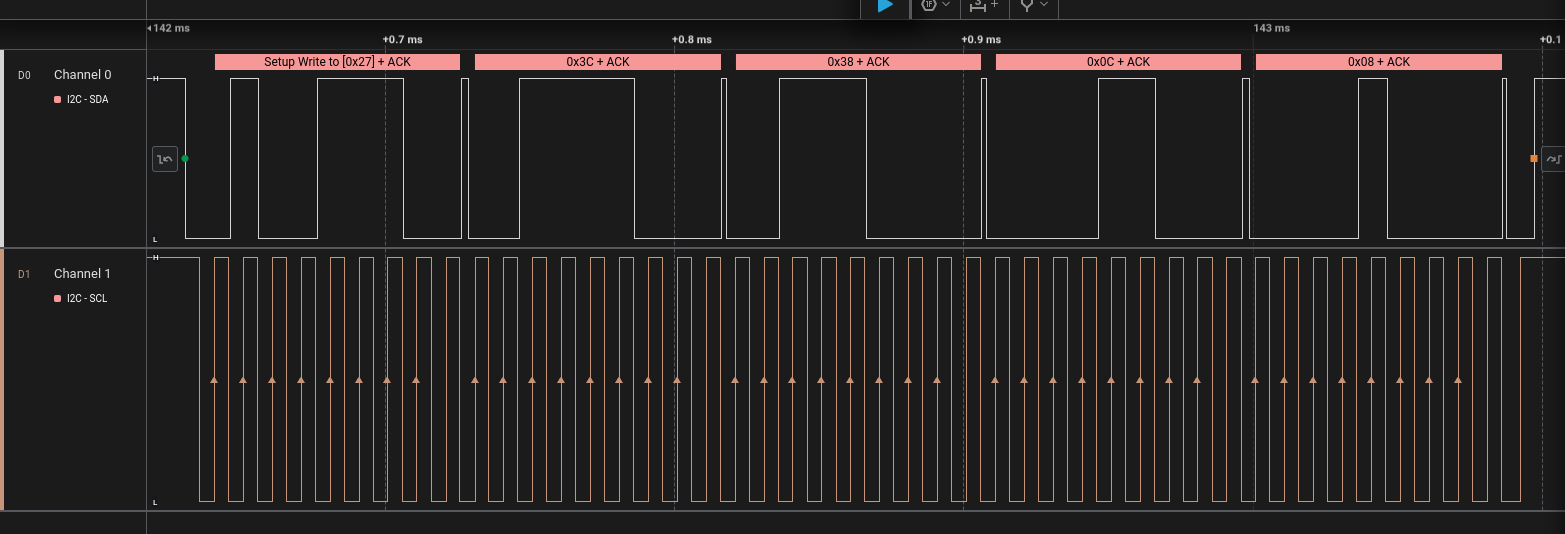 142 ms
143 ms
+0.7 ms
+0.8 ms
+0.9 ms
+0.1
Setup Write to [0x27] + ACK
0x3C + ACK
0x38 + ACK
0x0C + ACK
0x08 + ACK
D0
Channel 0
H
I2C - SDA
L
H
D1
Channel 1
I2C - SCL
L